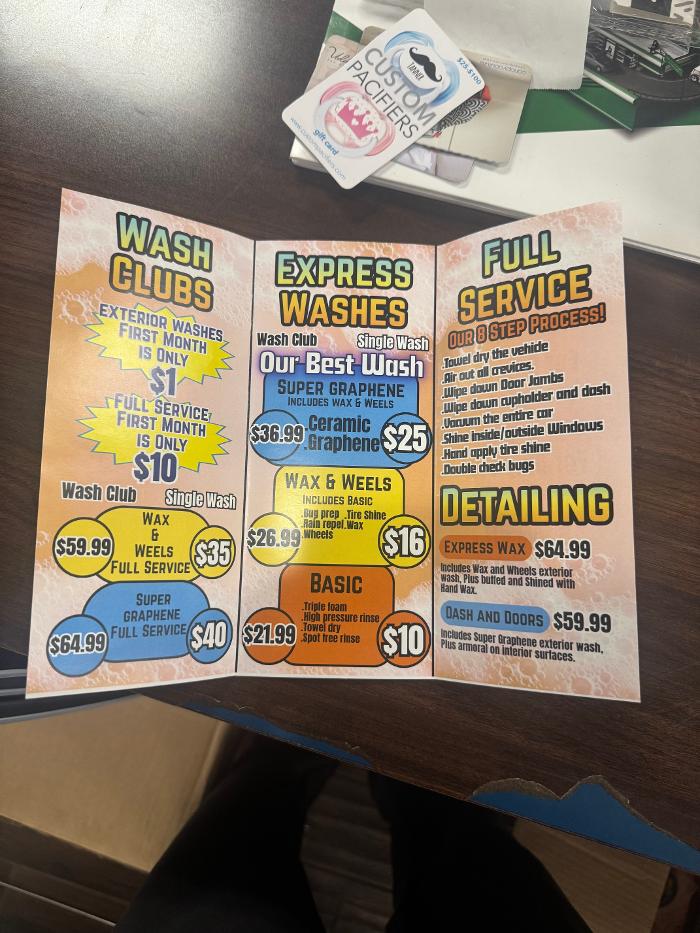 $25-$100
TANNER
CUSTOM
PACIFIERS
gift card
www.custompacifiers.com
WASH
CLUBS
EXTERIOR WASHES
FIRST MONTH
IS ONLY
$1
FULL SERVICE
FIRST MONTH
IS ONLY
$10
Wash Club Single Wash
WAX
&
WEELS
FULL SERVICE
$59.99 $35
SUPER
GRAPHENE
FULL SERVICE
$64.99 $40
EXPRESS
WASHES
Wash Club Single Wash
Our Best Wash
SUPER GRAPHENE
INCLUDES WAX & WEELS
$36.99 .Ceramic $25
.Graphene
WAX & WEELS
INCLUDES BASIC
.Bug prep .Tire Shine
.Rain repel.Wax
.Wheels
$26.99 $16
BASIC
.Triple foam
.High pressure rinse
.Towel dry
.Spot free rinse
$21.99 $10
FULL
SERVICE
OUR 8 STEP PROCESS!
.Towel dry the vehicle
.Air out all crevices.
.Wipe down Door Jambs
.Wipe down cupholder and dash
.Vacuum the entire car
.Shine inside/outside Windows
.Hand apply tire shine
.Double check bugs
DETAILING
EXPRESS WAX $64.99
Includes Wax and Wheels exterior
wash, Plus buffed and Shined with
Hand Wax.
DASH AND DOORS $59.99
Includes Super Graphene exterior wash,
Plus armoral on interior surfaces.